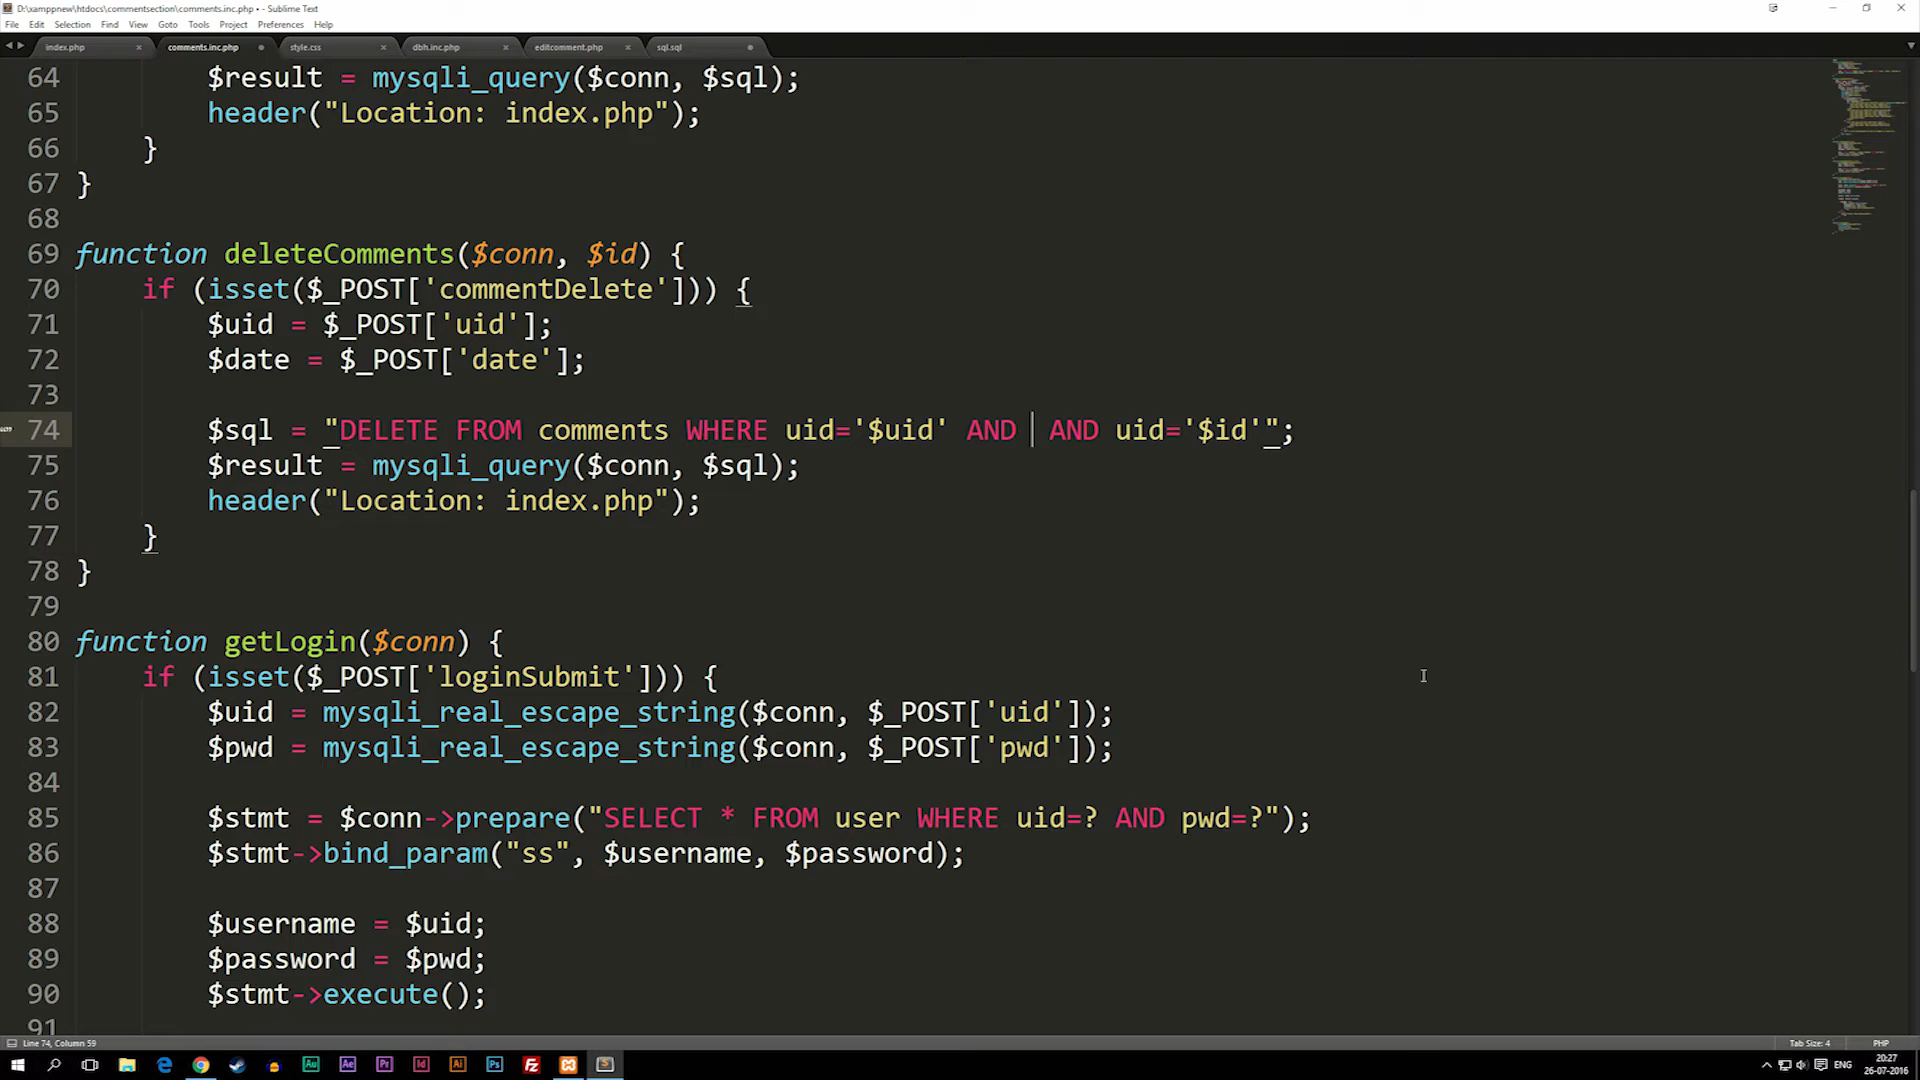 D:\xamppnew\htdocs\commentsection\comments.inc.php • - Sublime Text
File Edit Selection Find View Goto Tools Project Preferences Help
index.php comments.inc.php style.css dbh.inc.php editcomment.php sql.sql
64 $result = mysqli_query($conn, $sql);
65 header("Location: index.php");
66 }
67 }
68
69 function deleteComments($conn, $id) {
70 if (isset($_POST['commentDelete'])) {
71 $uid = $_POST['uid'];
72 $date = $_POST['date'];
73
74 $sql = "DELETE FROM comments WHERE uid='$uid' AND  AND uid='$id'";
75 $result = mysqli_query($conn, $sql);
76 header("Location: index.php");
77 }
78 }
79
80 function getLogin($conn) {
81 if (isset($_POST['loginSubmit'])) {
82 $uid = mysqli_real_escape_string($conn, $_POST['uid']);
83 $pwd = mysqli_real_escape_string($conn, $_POST['pwd']);
84
85 $stmt = $conn->prepare("SELECT * FROM user WHERE uid=? AND pwd=?");
86 $stmt->bind_param("ss", $username, $password);
87
88 $username = $uid;
89 $password = $pwd;
90 $stmt->execute();
91
Line 74, Column 59 Tab Size: 4 PHP
Au Ae Pr Id Ai Ps Fz S ENG 20:27
26-07-2016